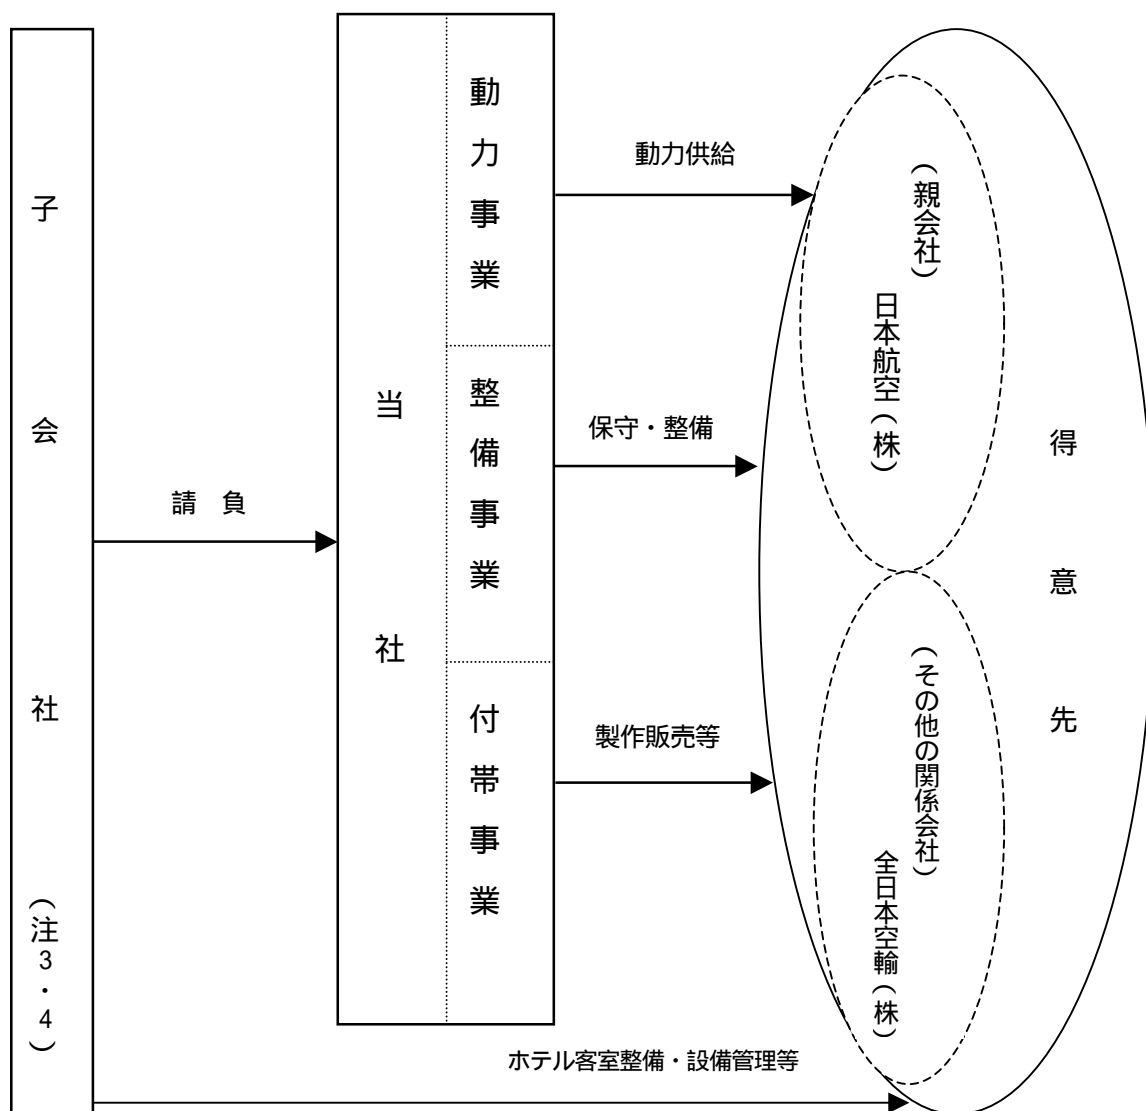 子会社(注3・4)
請 負
当社
動力事業
整備事業
付帯事業
動力供給
保守・整備
製作販売等
ホテル客室整備・設備管理等
(親会社)
日本航空(株)
(その他の関係会社)
全日本空輸(株)
得意先